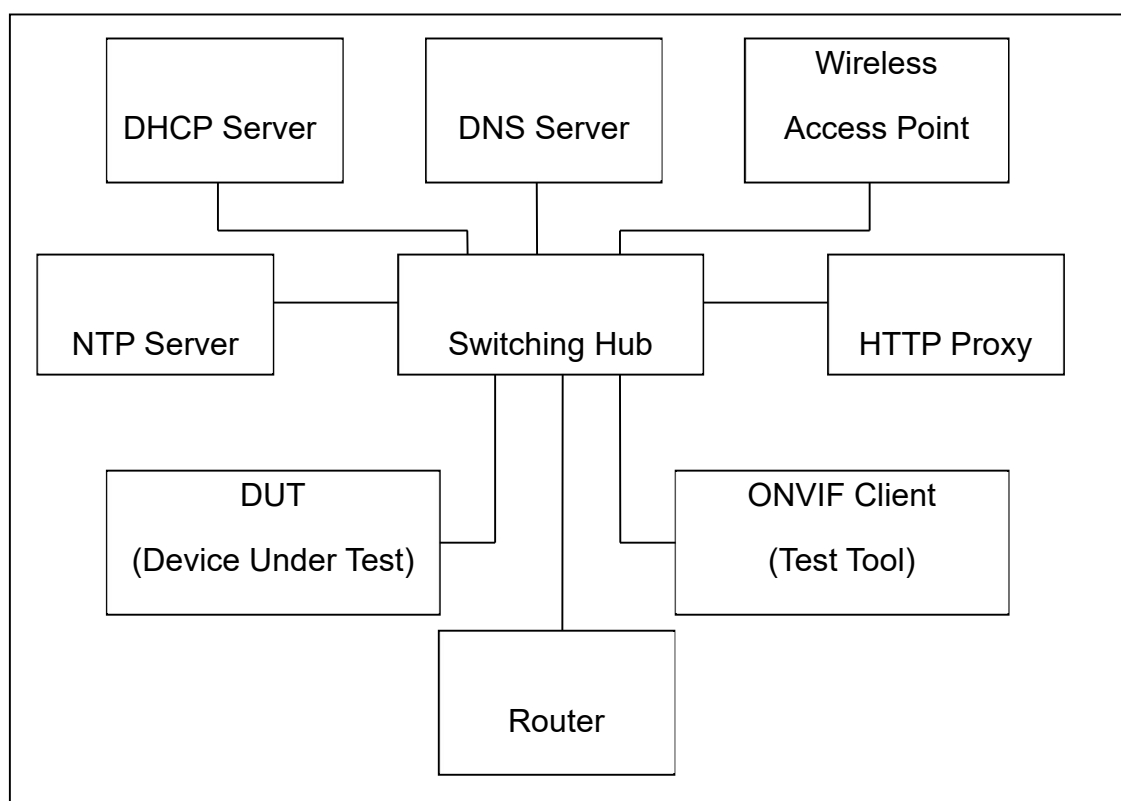 DHCP Server
DNS Server
Wireless
Access Point
NTP Server
Switching Hub
HTTP Proxy
DUT
(Device Under Test)
ONVIF Client
(Test Tool)
Router